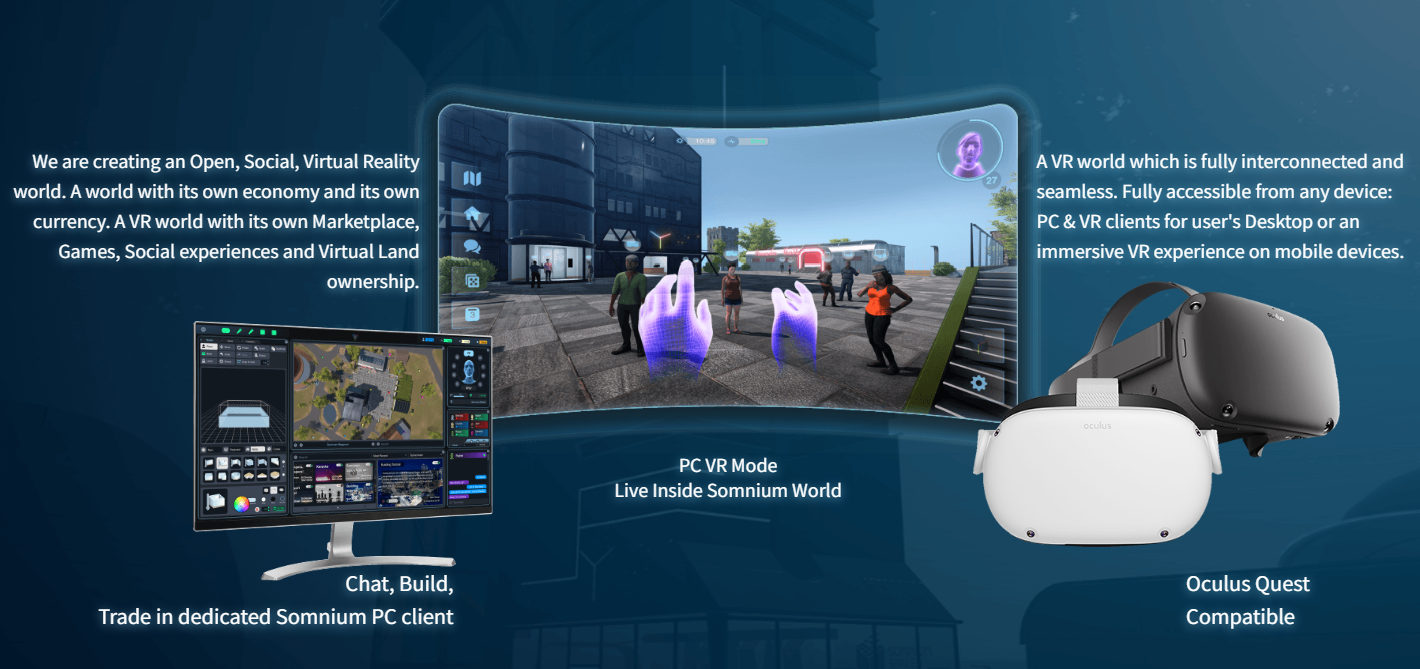 We are creating an Open, Social, Virtual Reality
world. A world with its own economy and its own
currency. A VR world with its own Marketplace,
Games, Social experiences and Virtual Land
ownership.
27
3
A VR world which is fully interconnected and
seamless. Fully accessible from any device:
PC & VR clients for user's Desktop or an
immersive VR experience on mobile devices.
oculus
PC VR Mode
Live Inside Somnium World
Chat, Build,
Trade in dedicated Somnium PC client
Oculus Quest
Compatible